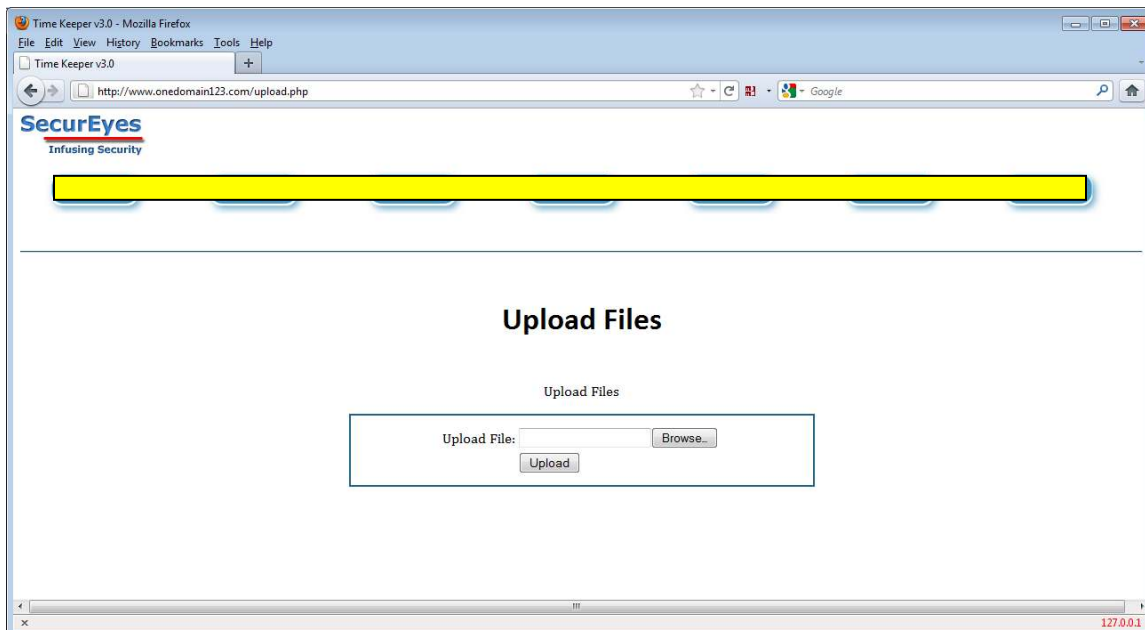 Time Keeper v3.0 - Mozilla Firefox
File Edit View History Bookmarks Tools Help
Time Keeper v3.0 +
http://www.onedomain123.com/upload.php
Google
SecurEyes
Infusing Security
Upload Files
Upload Files
Upload File: Browse...
Upload
127.0.0.1